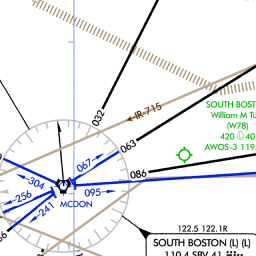 032
←IR-715
SOUTH BOST
William M Tu
(W78)
420 40
AWOS-3 119.
063
067→
086
←304
←256
←241
095→
MCDON
122.5 122.1R
SOUTH BOSTON (L) (L)
110.4 SBV 41